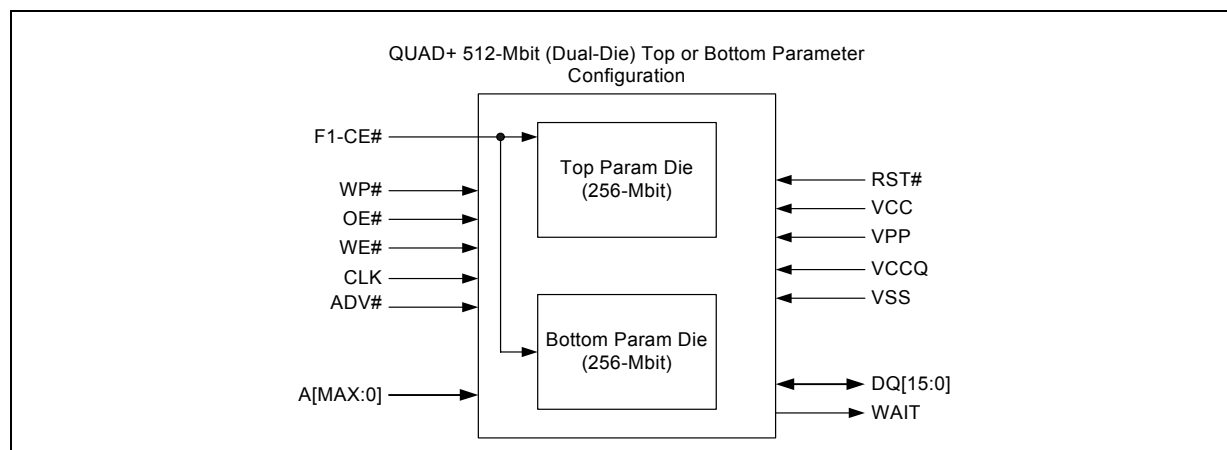 QUAD+ 512-Mbit (Dual-Die) Top or Bottom Parameter
Configuration
F1-CE#
WP#
OE#
WE#
CLK
ADV#
A[MAX:0]
Top Param Die
(256-Mbit)
Bottom Param Die
(256-Mbit)
RST#
VCC
VPP
VCCQ
VSS
DQ[15:0]
WAIT